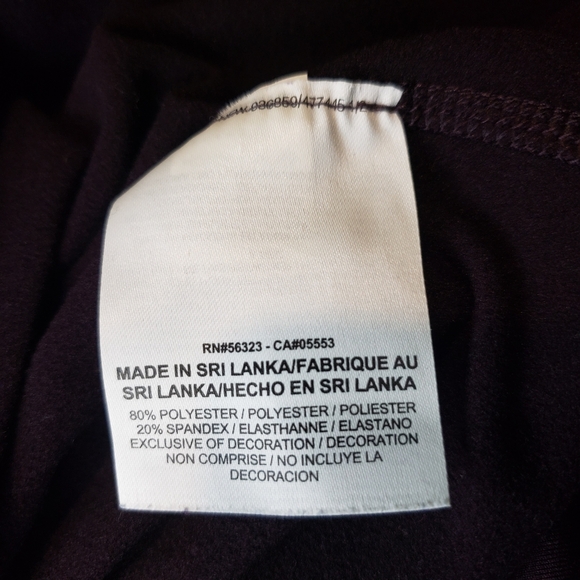 RN#56323 - CA#05553
MADE IN SRI LANKA/FABRIQUE AU
SRI LANKA/HECHO EN SRI LANKA
80% POLYESTER / POLYESTER / POLIESTER
20% SPANDEX / ELASTHANNE / ELASTANO
EXCLUSIVE OF DECORATION / DECORATION
NON COMPRISE / NO INCLUYE LA
DECORACION